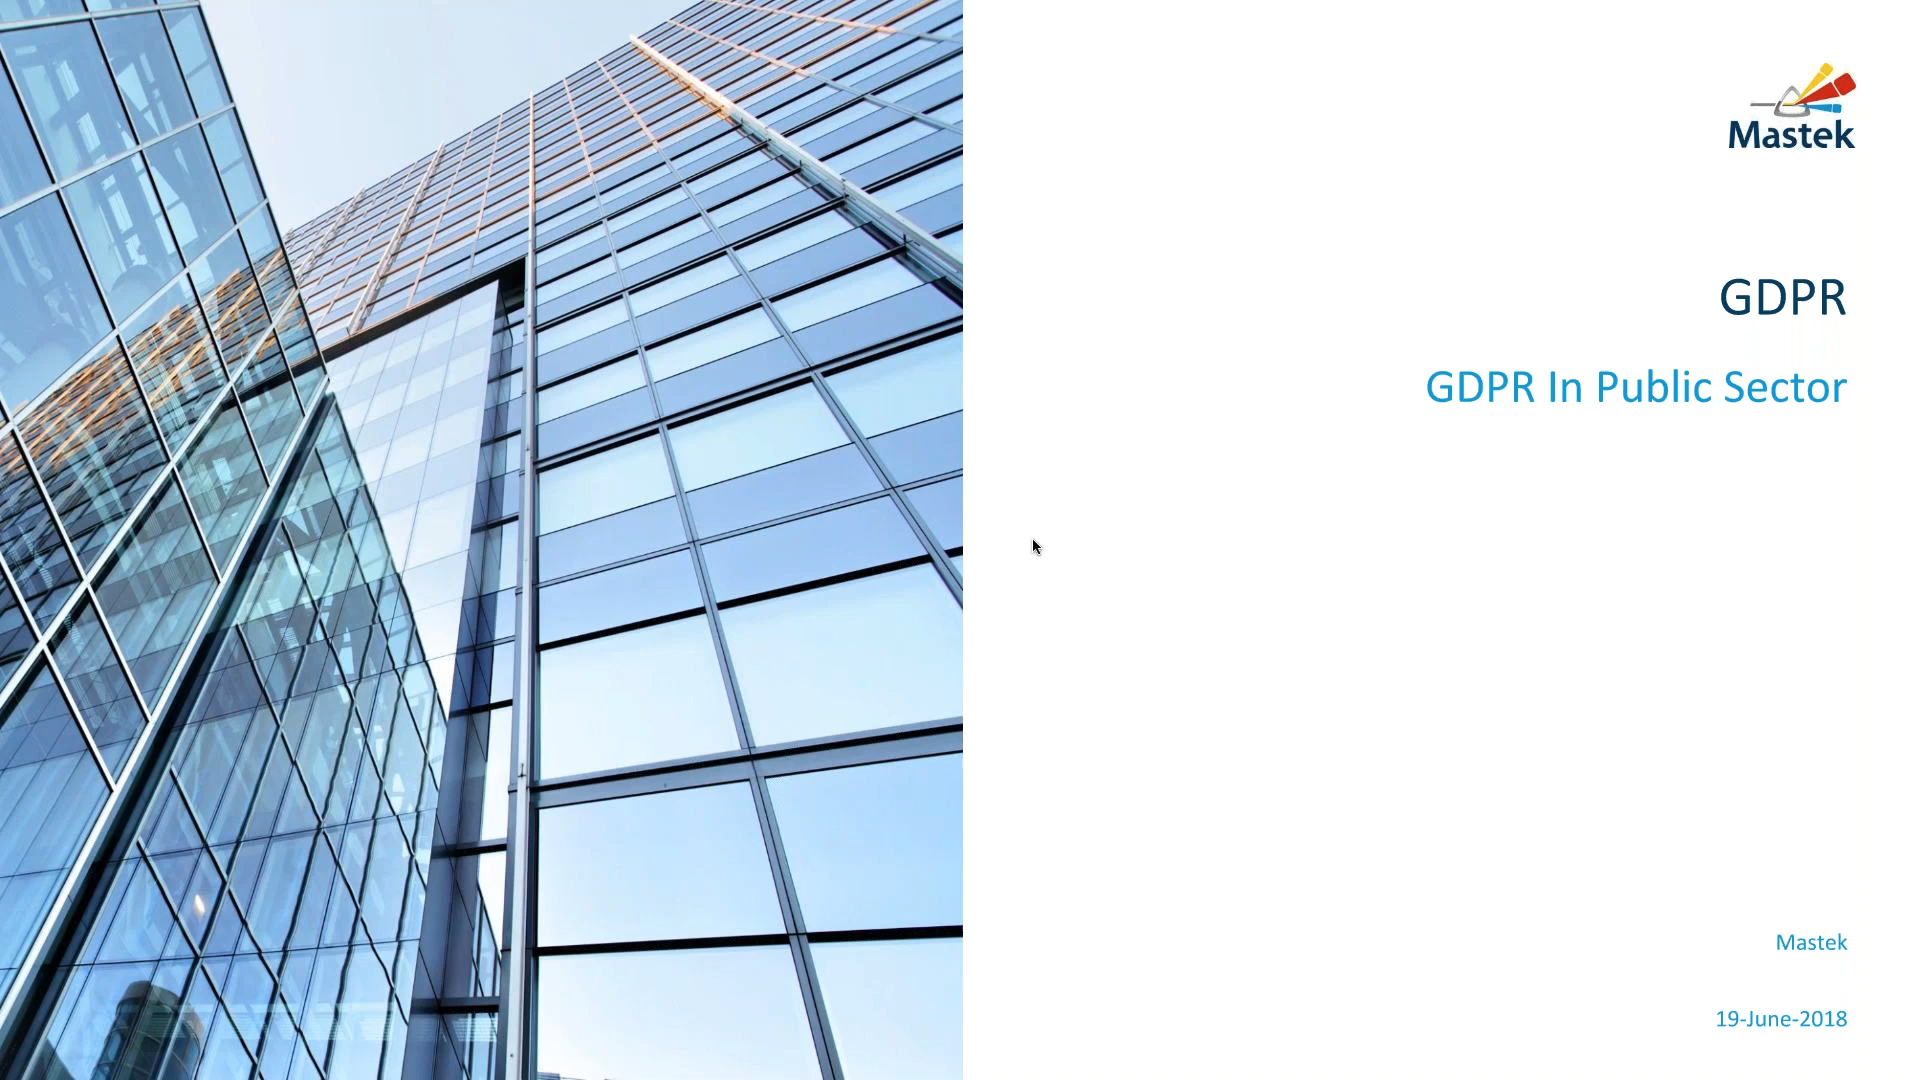 Mastek
GDPR
GDPR In Public Sector
Mastek
19-June-2018